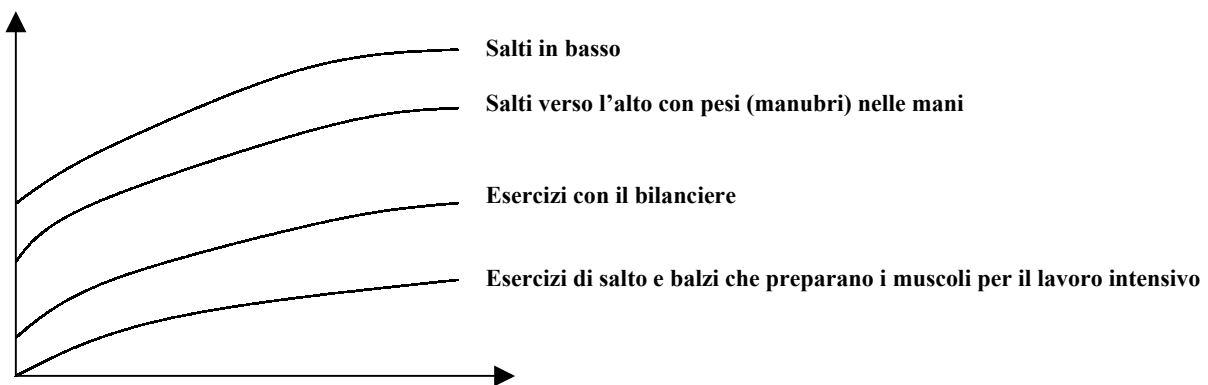 Salti in basso
Salti verso l'alto con pesi (manubri) nelle mani
Esercizi con il bilanciere
Esercizi di salto e balzi che preparano i muscoli per il lavoro intensivo